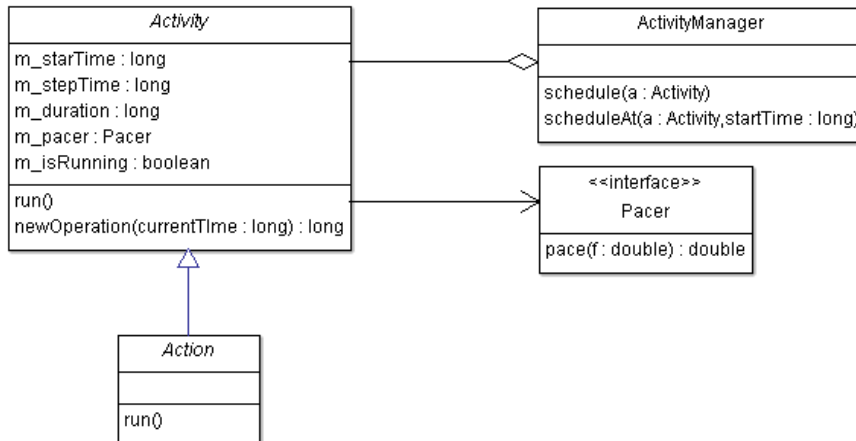 Activity
m_starTime : long
m_stepTime : long
m_duration : long
m_pacer : Pacer
m_isRunning : boolean
run()
newOperation(currentTIme : long) : long
ActivityManager
schedule(a : Activity)
scheduleAt(a : Activity,startTime : long)
<<interface>>
Pacer
pace(f : double) : double
Action
run()